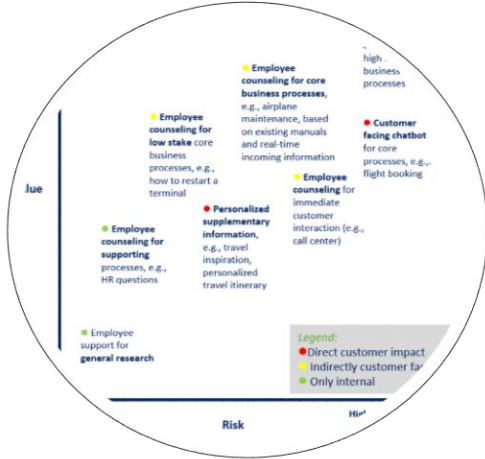 high
business
processes
Employee
counseling for core
business processes,
e.g., airplane
maintenance, based
on existing manuals
and real-time
incoming information
Customer
facing chatbot
for core
processes, e.g.,
flight booking
Employee
counseling for
low stake core
business
processes, e.g.,
how to restart a
terminal
Employee
counseling for
immediate
customer
interaction (e.g.,
call center)
Personalized
supplementary
information,
e.g., travel
inspiration,
personalized
travel itinerary
Employee
counseling for
supporting
processes, e.g.,
HR questions
Employee
support for
general research
Legend:
Direct customer impact
Indirectly customer
Only internal
Risk